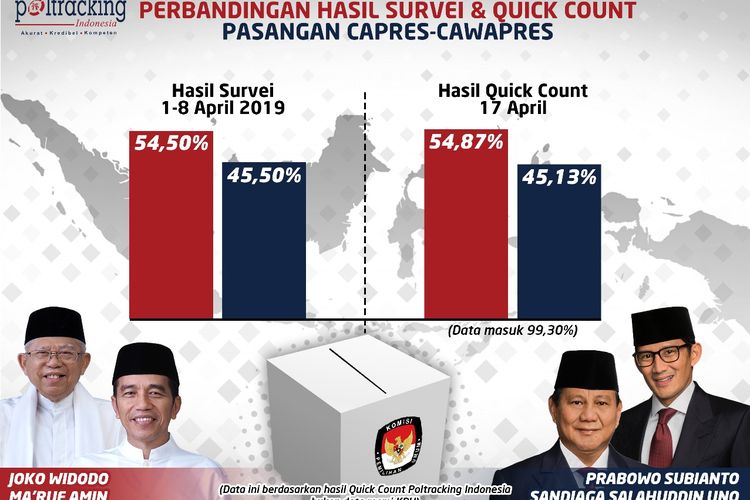 poltracking
Indonesia
Akurat • Kredibel • Kompeten
PERBANDINGAN HASIL SURVEI & QUICK COUNT
PASANGAN CAPRES-CAWAPRES
Hasil Survei
1-8 April 2019
54,50%
45,50%
Hasil Quick Count
17 April
54,87%
45,13%
(Data masuk 99,30%)
KOMISI
PEMILIHAN UMUM
JOKO WIDODO
MA'RUF AMIN
PRABOWO SUBIANTO
SANDIAGA SALAHUDDIN UNO
(Data ini berdasarkan hasil Quick Count Poltracking Indonesia